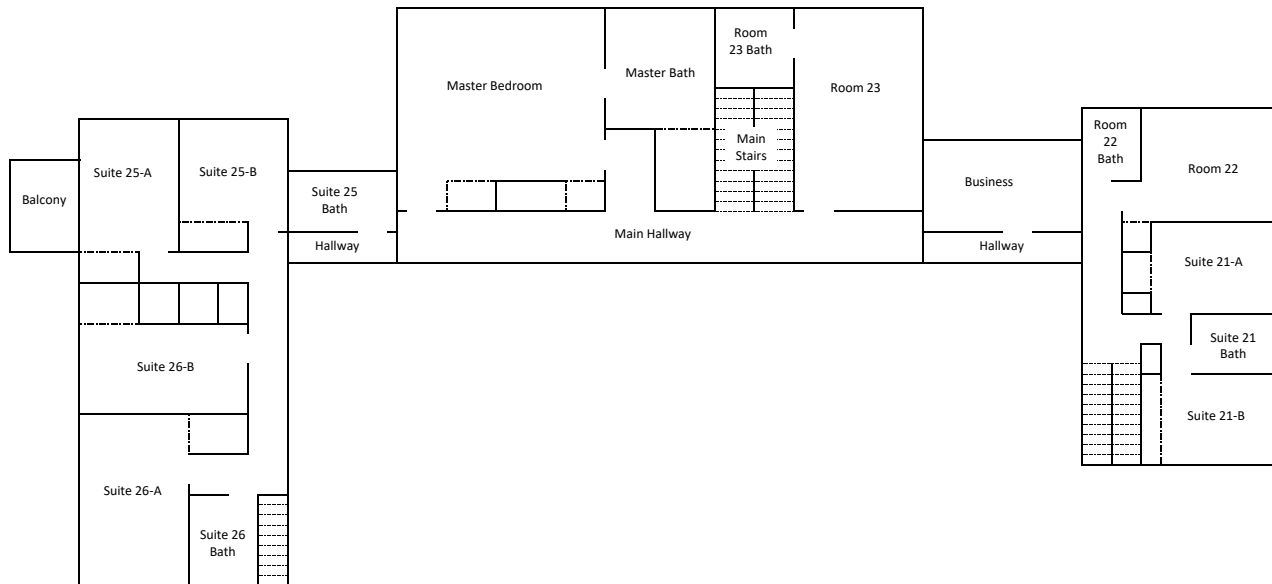 Room
23 Bath
Master Bedroom
Master Bath
Room 23
Main
Stairs
Room
22
Bath
Room 22
Suite 25-A
Suite 25-B
Balcony
Suite 25
Bath
Business
Hallway
Main Hallway
Hallway
Suite 21-A
Suite 21
Bath
Suite 26-B
Suite 21-B
Suite 26-A
Suite 26
Bath